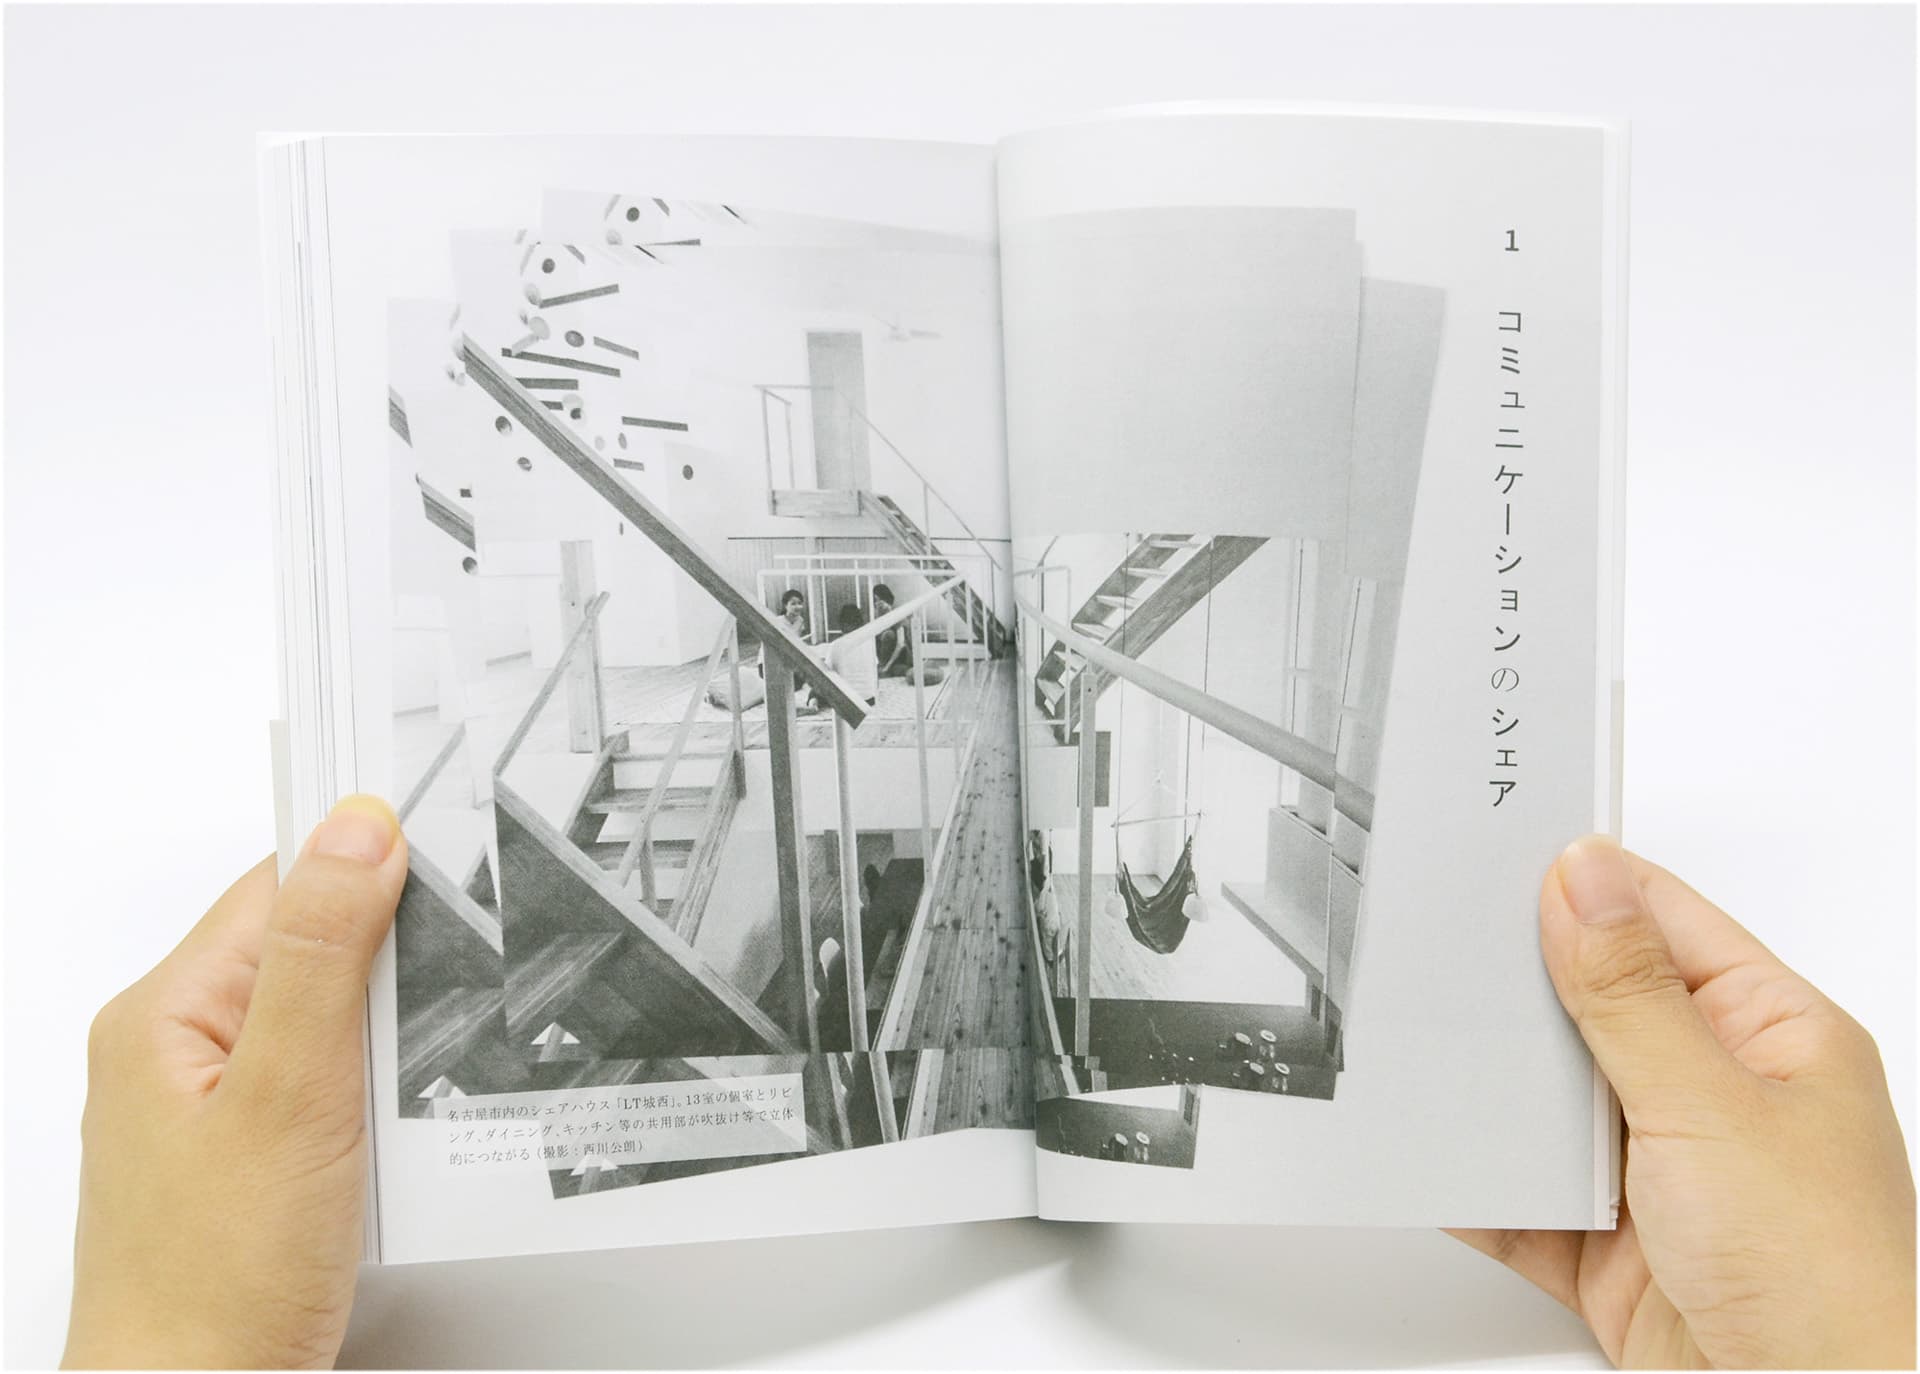 1 コミュニケーションのシェア
名古屋市内のシェアハウス「LT城西」。13室の個室とリビ
ング、ダイニング、キッチン等の共用部が吹抜け等で立体
的につながる（撮影：西川公朗）